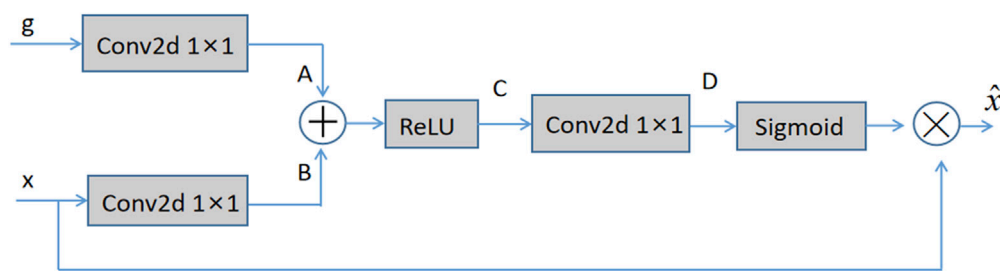 g
Conv2d 1×1
A
+
ReLU
C
Conv2d 1×1
D
Sigmoid
×
x̂
B
x
Conv2d 1×1